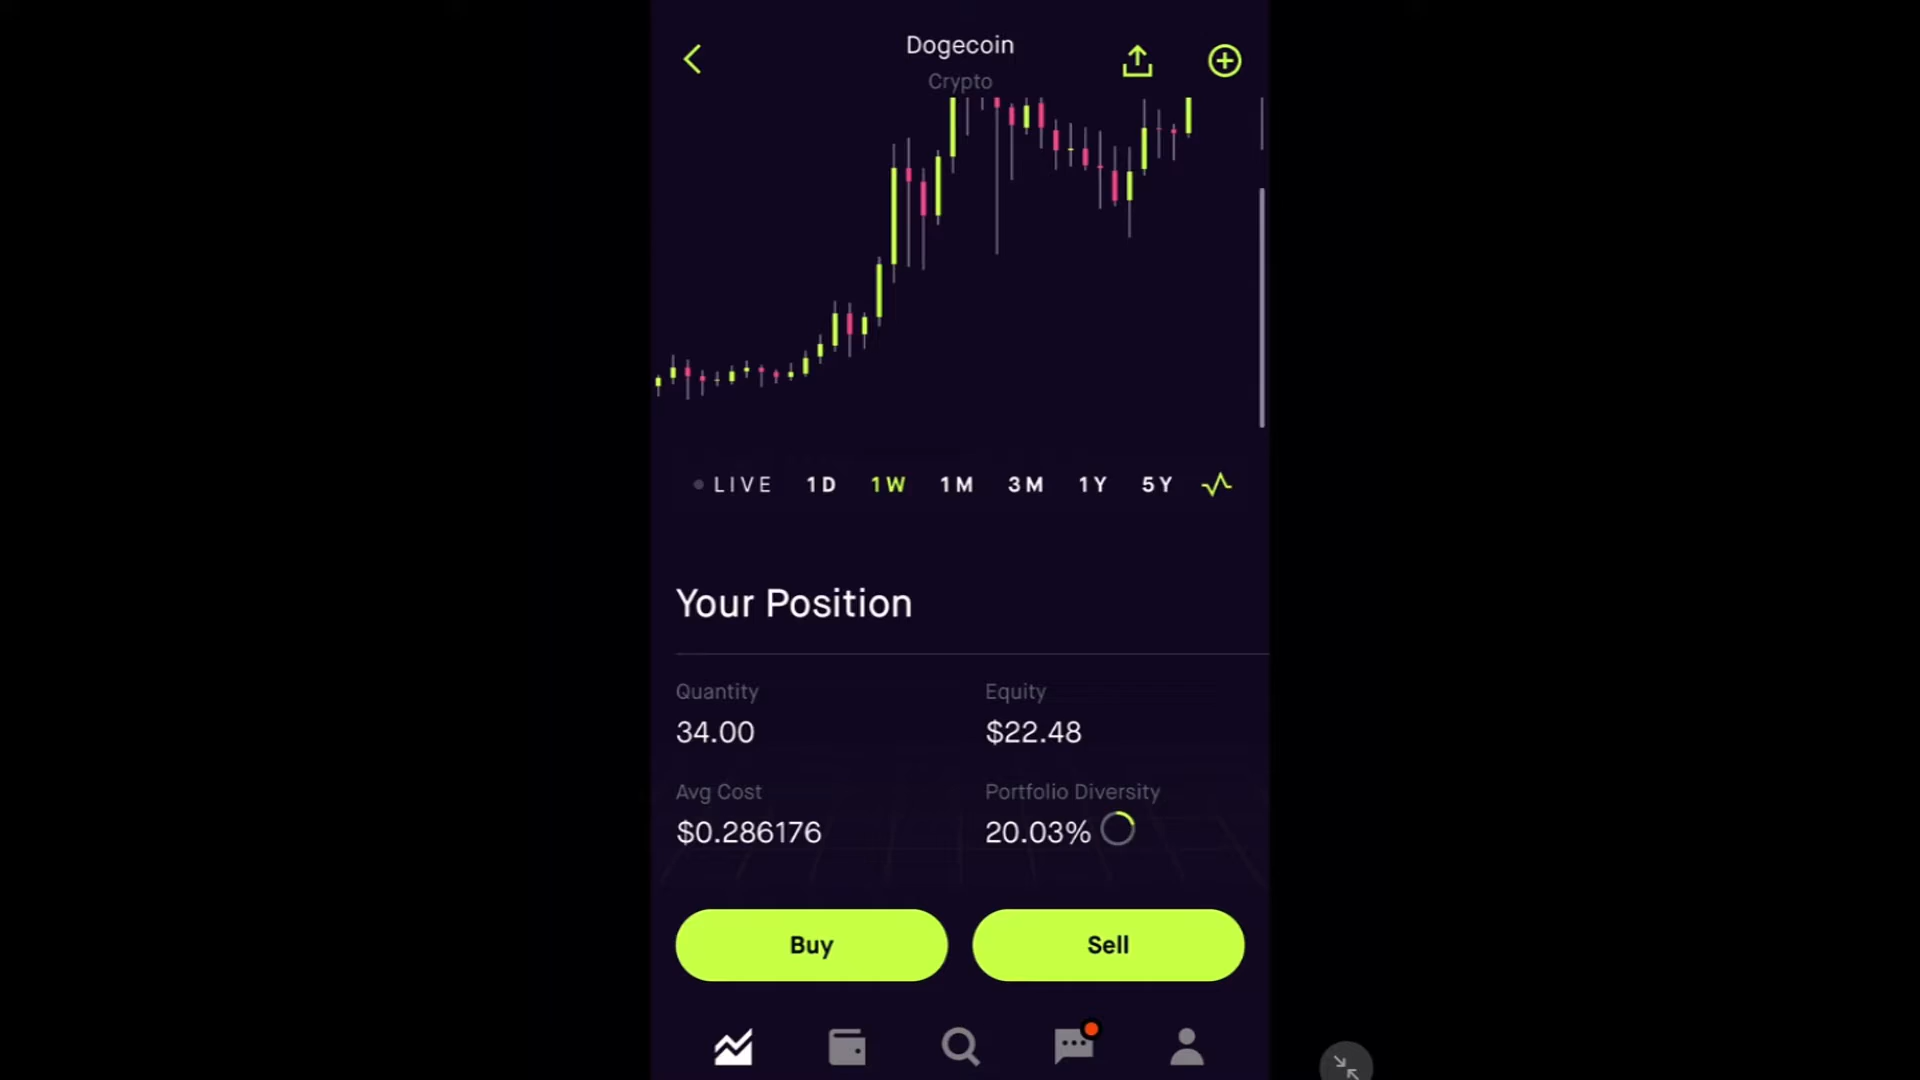 Dogecoin
Crypto
LIVE 1D 1W 1M 3M 1Y 5Y
Your Position
Quantity Equity
34.00 $22.48
Avg Cost Portfolio Diversity
$0.286176 20.03%
Buy Sell